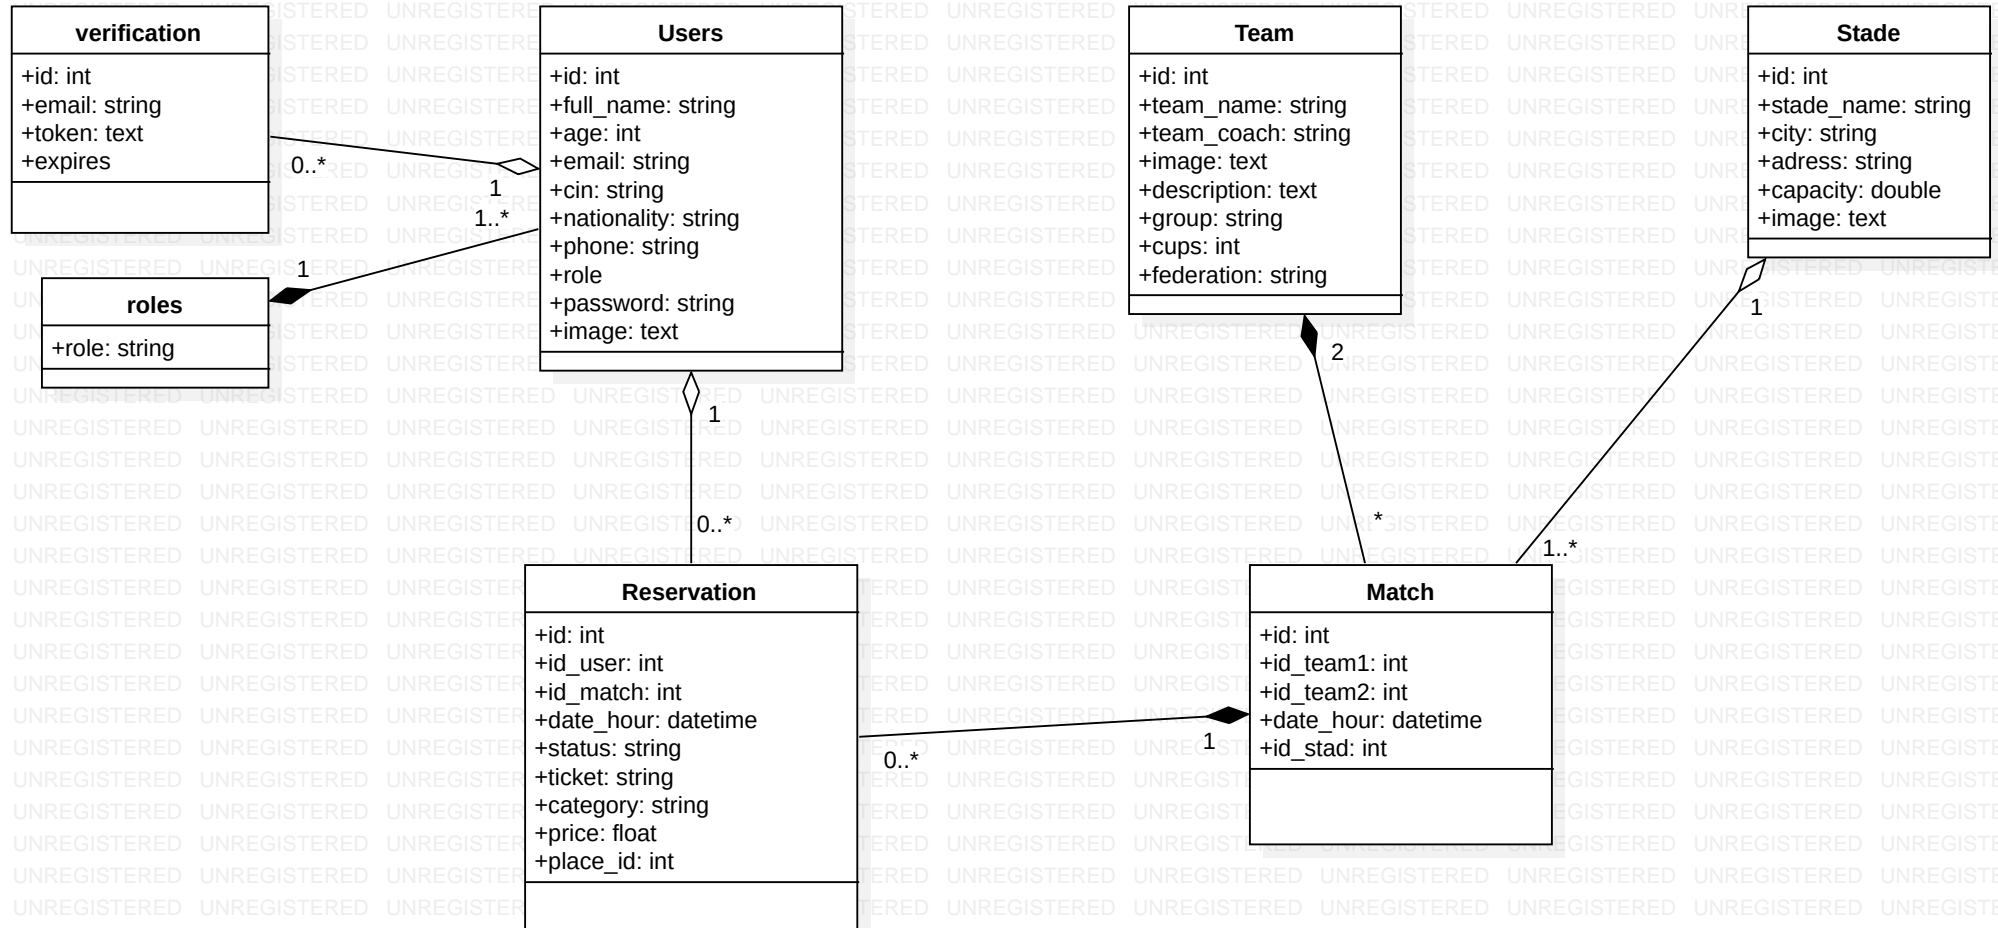 verification
+id: int
+email: string
+token: text
+expires
0..*
1
Users
+id: int
+full_name: string
+age: int
+email: string
+cin: string
+nationality: string
+phone: string
+role
+password: string
+image: text
1..*
1
roles
+role: string
1
0..*
Team
+id: int
+team_name: string
+team_coach: string
+image: text
+description: text
+group: string
+cups: int
+federation: string
2
*
Stade
+id: int
+stade_name: string
+city: string
+adress: string
+capacity: double
+image: text
1
1..*
Reservation
+id: int
+id_user: int
+id_match: int
+date_hour: datetime
+status: string
+ticket: string
+category: string
+price: float
+place_id: int
0..*
1
Match
+id: int
+id_team1: int
+id_team2: int
+date_hour: datetime
+id_stad: int
UNREGISTERED